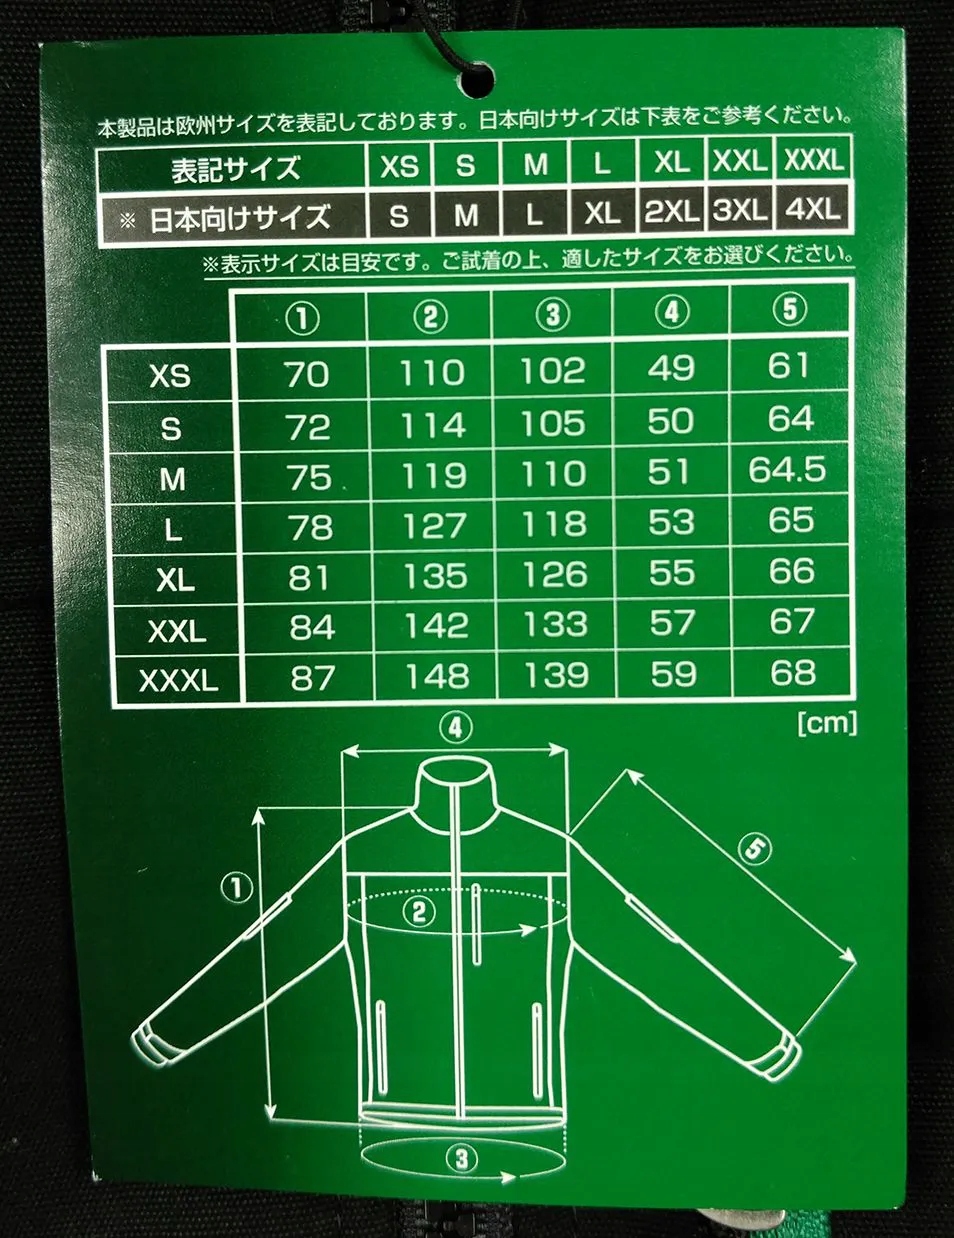 本製品は欧州サイズを表記しております。日本向けサイズは下表をご参考ください。
表記サイズ XS S M L XL XXL XXXL
※ 日本向けサイズ S M L XL 2XL 3XL 4XL
※表示サイズは目安です。ご試着の上、適したサイズをお選びください。
① ② ③ ④ ⑤
XS 70 110 102 49 61
S 72 114 105 50 64
M 75 119 110 51 64.5
L 78 127 118 53 65
XL 81 135 126 55 66
XXL 84 142 133 57 67
XXXL 87 148 139 59 68
[cm]
④
⑤
①
②
③